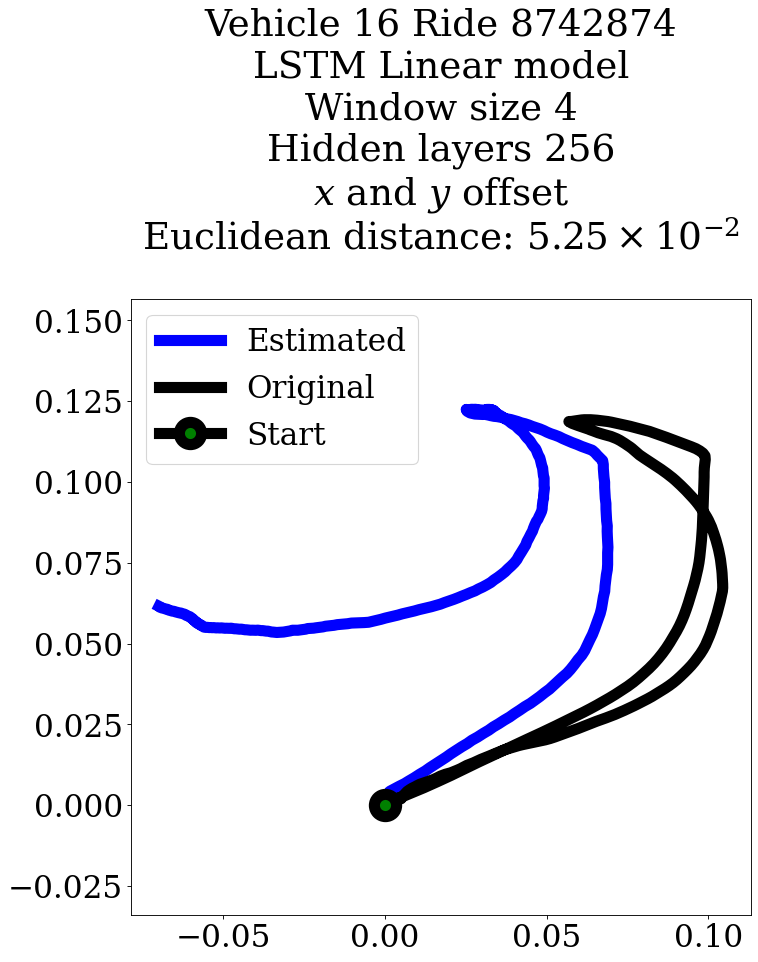 Vehicle 16 Ride 8742874
LSTM Linear model
Window size 4
Hidden layers 256
x and y offset
Euclidean distance: 5.25 × 10⁻²
Estimated
Original
Start
0.150
0.125
0.100
0.075
0.050
0.025
0.000
−0.025
−0.05 0.00 0.05 0.10